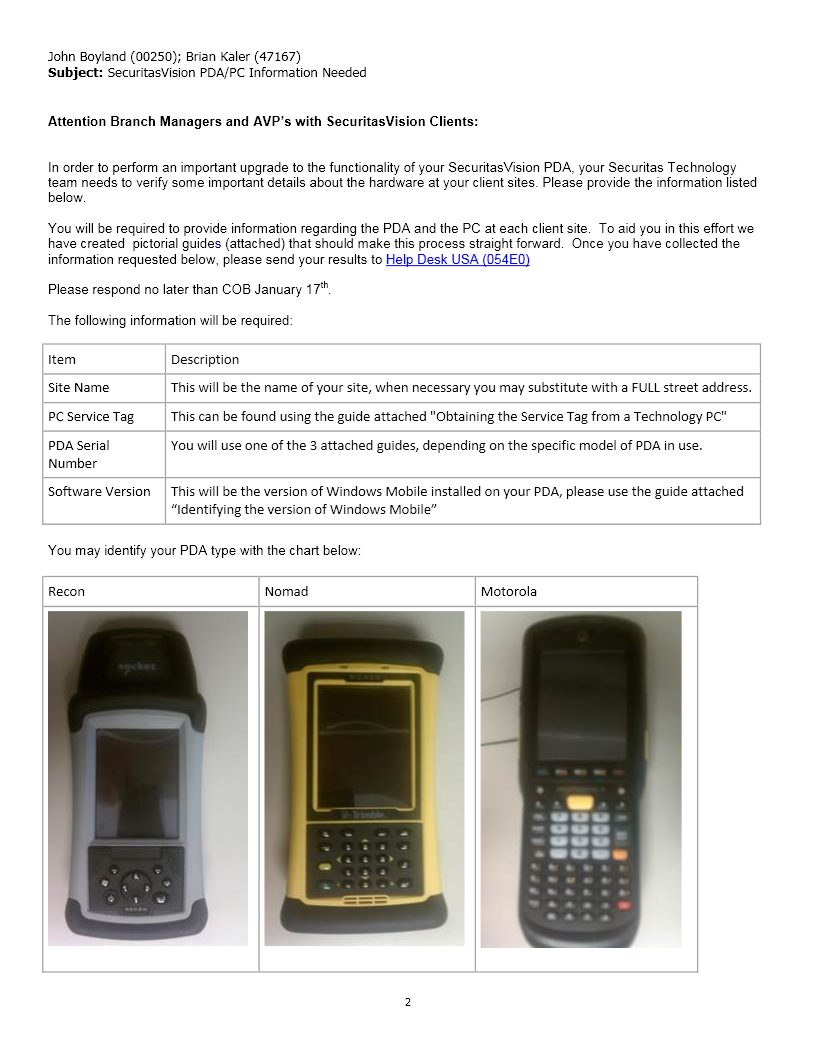 John Boyland (00250); Brian Kaler (47167)
Subject: SecuritasVision PDA/PC Information Needed
Attention Branch Managers and AVP's with SecuritasVision Clients:
In order to perform an important upgrade to the functionality of your SecuritasVision PDA, your Securitas Technology
team needs to verify some important details about the hardware at your client sites. Please provide the information listed
below.
You will be required to provide information regarding the PDA and the PC at each client site.  To aid you in this effort we
have created  pictorial guides (attached) that should make this process straight forward.  Once you have collected the
information requested below, please send your results to Help Desk USA (054E0)
Please respond no later than COB January 17th.
The following information will be required:
Item Description
Site Name This will be the name of your site, when necessary you may substitute with a FULL street address.
PC Service Tag This can be found using the guide attached "Obtaining the Service Tag from a Technology PC"
PDA Serial You will use one of the 3 attached guides, depending on the specific model of PDA in use.
Number
Software Version This will be the version of Windows Mobile installed on your PDA, please use the guide attached
“Identifying the version of Windows Mobile”
You may identify your PDA type with the chart below:
Recon Nomad Motorola
socket
NOMAD
Trimble
RECON
2